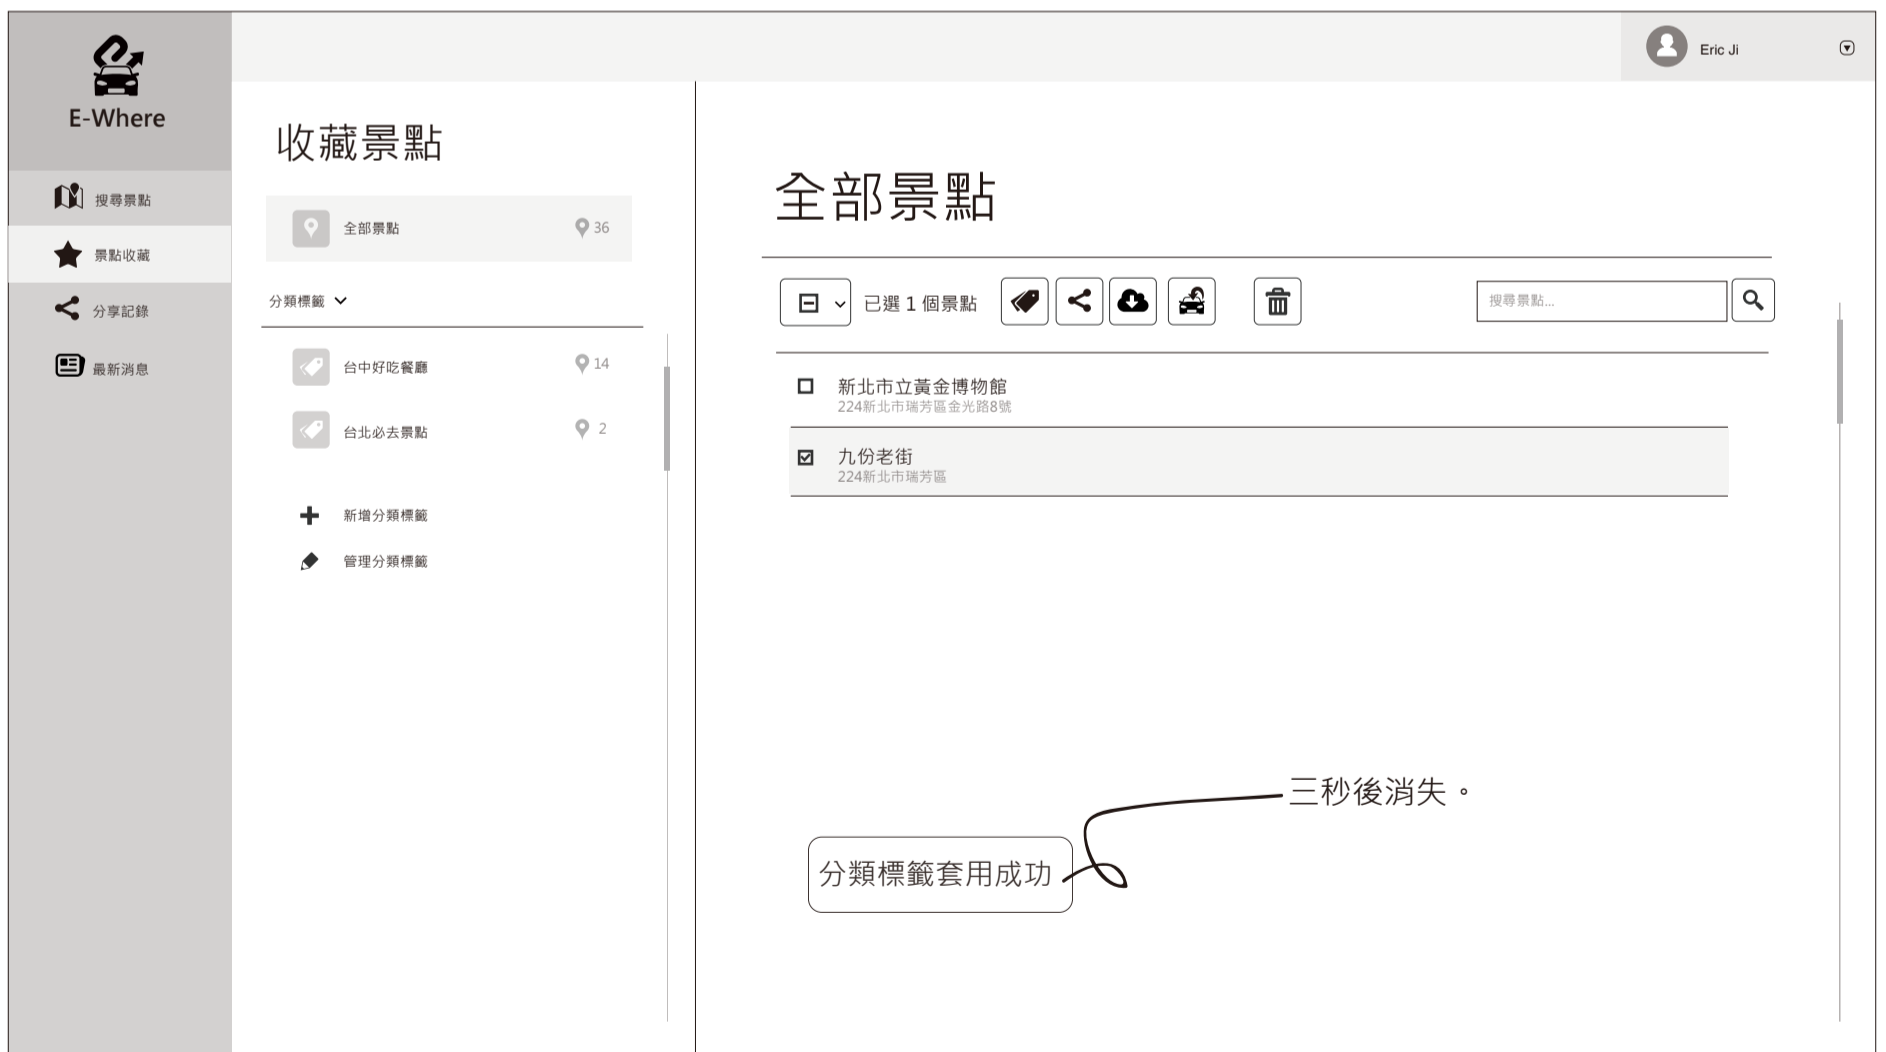 E-Where
Eric Ji
搜尋景點
景點收藏
分享記錄
最新消息
收藏景點
全部景點 36
分類標籤
台中好吃餐廳 14
台北必去景點 2
新增分類標籤
管理分類標籤
全部景點
已選 1 個景點
搜尋景點...
新北市立黃金博物館
224新北市瑞芳區金光路8號
九份老街
224新北市瑞芳區
三秒後消失。
分類標籤套用成功